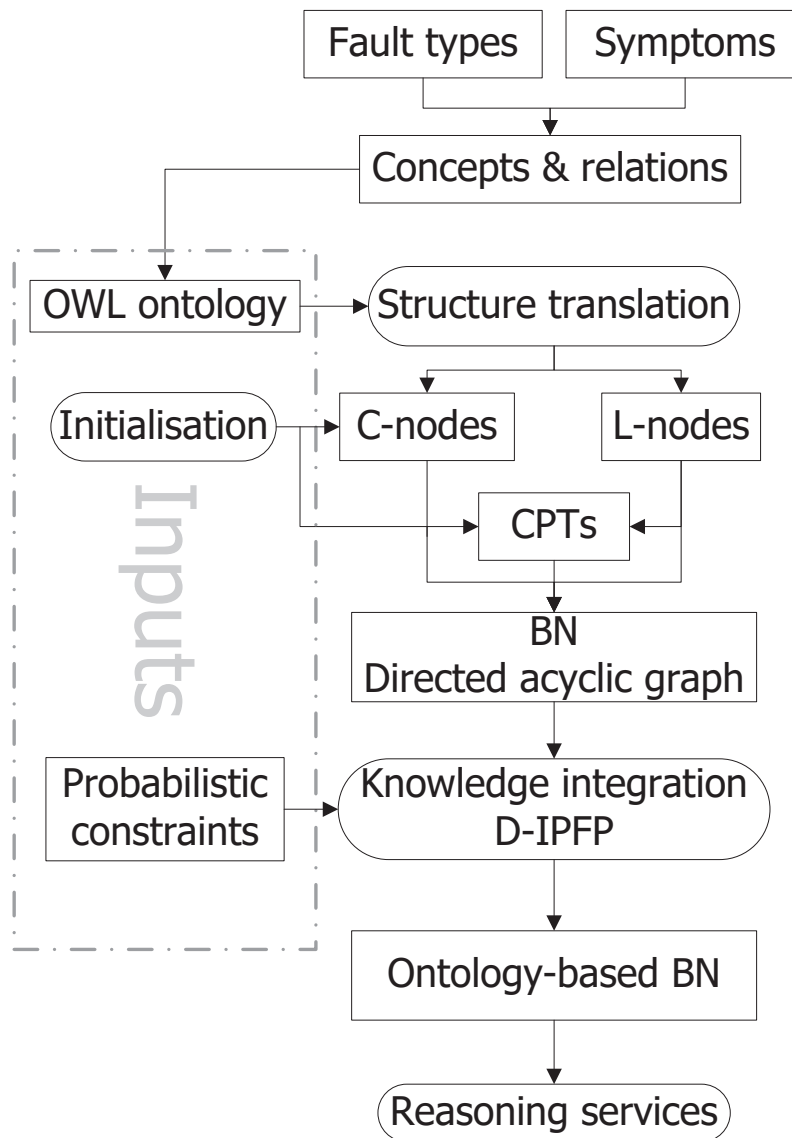 Fault types
Symptoms
Concepts & relations
OWL ontology
Structure translation
Initialisation
C-nodes
L-nodes
Inputs
CPTs
BN
Directed acyclic graph
Probabilistic
constraints
Knowledge integration
D-IPFP
Ontology-based BN
Reasoning services